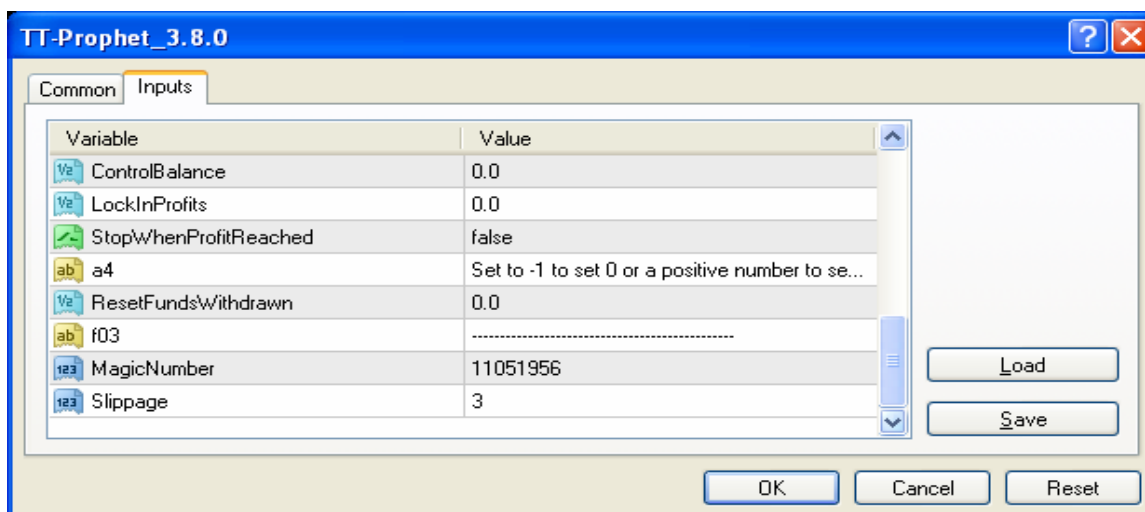 TT-Prophet_3.8.0
Common Inputs
Variable Value
ControlBalance 0.0
LockInProfits 0.0
StopWhenProfitReached false
a4 Set to -1 to set 0 or a positive number to se...
ResetFundsWithdrawn 0.0
f03 --------------------------------------------
MagicNumber 11051956
Slippage 3
Load
Save
OK Cancel Reset